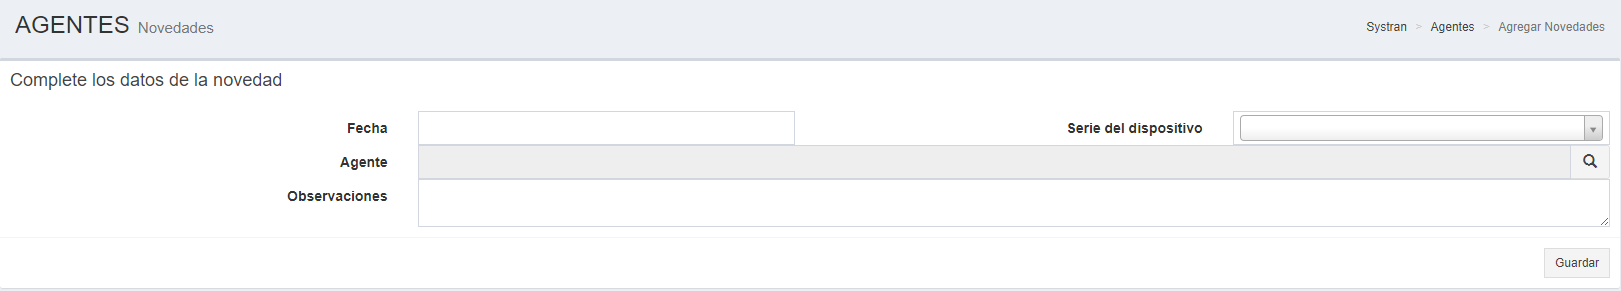 AGENTES Novedades
Systran > Agentes > Agregar Novedades
Complete los datos de la novedad
Fecha
Serie del dispositivo
Agente
Observaciones
Guardar